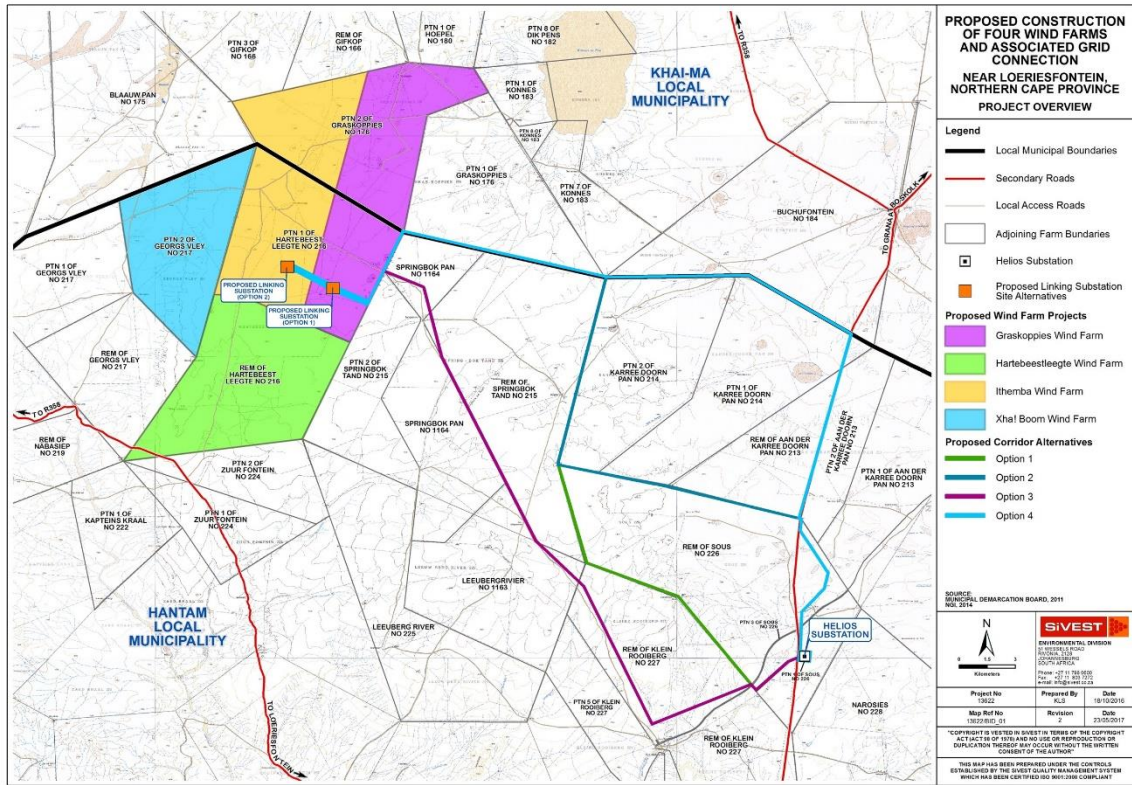 PTN 3 OF
GIFKOP
NO 166
REM OF
GIFKOP
NO 166
PTN 1 OF
HOEPEL
NO 180
PTN 8 OF
DIK PENS
NO 182
TO R358
BLAAUW PAN
NO 175
PTN 2 OF
GRASKOPPIES
NO 176
PTN 1 OF
KONNES
NO 183
KHAI-MA
LOCAL
MUNICIPALITY
PTN 1 OF
GRASKOPPIES
NO 176
PTN 7 OF
KONNES
NO 183
BUCHUFONTEIN
NO 184
PTN 2 OF
GEORGS VLEY
NO 217
PTN 1 OF
HARTEBEEST
LEEGTE NO 216
PTN 1 OF
GEORGS VLEY
NO 217
PROPOSED LINKING
SUBSTATION
(OPTION 2)
PROPOSED LINKING
SUBSTATION
(OPTION 1)
SPRINGBOK PAN
NO 1164
REM OF
GEORGS VLEY
NO 217
REM OF
HARTEBEEST
LEEGTE NO 216
PTN 2 OF
SPRINGBOK
TAND NO 215
REM OF
SPRINGBOK
TAND NO 215
PTN 2 OF
KARREE DOORN
PAN NO 214
PTN 1 OF
KARREE DOORN
PAN NO 214
TO R358
REM OF
NABASIEP
NO 219
SPRINGBOK PAN
NO 1164
REM OF AAN DER
KARREE DOORN
PAN NO 213
PTN 2 OF AAN DER
KARREE DOORN
PAN NO 213
PTN 1 OF AAN DER
KARREE DOORN
PAN NO 213
PTN 2 OF
ZUUR FONTEIN
NO 224
PTN 1 OF
KAPTEINS KRAAL
NO 222
PTN 1 OF
ZUUR FONTEIN
NO 224
REM OF SOUS
NO 226
LEEUBERGRIVIER
NO 1163
HANTAM
LOCAL
MUNICIPALITY
LEEUBERG RIVER
NO 225
HELIOS
SUBSTATION
REM OF KLEIN
ROOIBERG
NO 227
PTN 5 OF KLEIN
ROOIBERG
NO 227
NAROSIES
NO 228
REM OF KLEIN
ROOIBERG
NO 227
TO LOERIESFONTEIN
PROPOSED CONSTRUCTION
OF FOUR WIND FARMS
AND ASSOCIATED GRID
CONNECTION
NEAR LOERIESFONTEIN,
NORTHERN CAPE PROVINCE
PROJECT OVERVIEW
Legend
Local Municipal Boundaries
Secondary Roads
Local Access Roads
Adjoining Farm Bundaries
Helios Substation
Proposed Linking Substation
Site Alternatives
Proposed Wind Farm Projects
Graskoppies Wind Farm
Hartebeestleegte Wind Farm
Ithemba Wind Farm
Xha! Boom Wind Farm
Proposed Corridor Alternatives
Option 1
Option 2
Option 3
Option 4
SOURCE:
MUNICIPAL DEMARCATION BOARD, 2011
NGI, 2014
N
0 1.5 3
Kilometers
SiVEST
ENVIRONMENTAL DIVISION
51 WESSELS ROAD
RIVONIA, 2128
JOHANNESBURG
SOUTH AFRICA
Project No
13622
Prepared By
KLS
Date
18/10/2016
Map Ref No
13622/BID_01
Revision
2
Date
23/05/2017
"COPYRIGHT IS VESTED IN SIVEST IN TERMS OF THE COPYRIGHT
ACT (ACT 98 OF 1978) AND NO USE OR REPRODUCTION OR
DUPLICATION THEREOF MAY OCCUR WITHOUT THE WRITTEN
CONSENT OF THE AUTHOR"
THIS MAP HAS BEEN PREPARED UNDER THE CONTROLS
ESTABLISHED BY THE SIVEST QUALITY MANAGEMENT SYSTEM
WHICH HAS BEEN CERTIFIED ISO 9001:2008 COMPLIANT